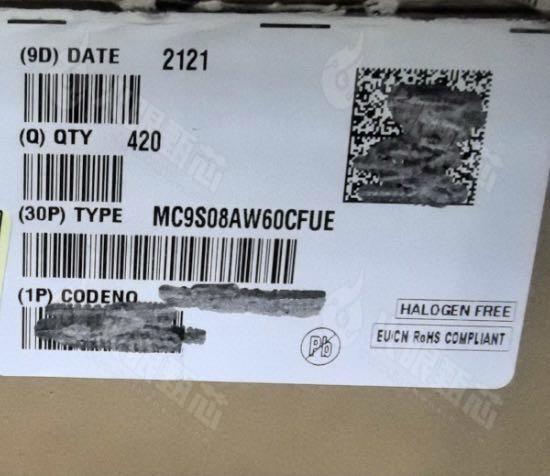 (9D) DATE 2121
(Q) QTY 420
(30P) TYPE MC9S08AW60CFUE
(1P) CODENO
HALOGEN FREE
Pb
EU/CN RoHS COMPLIANT